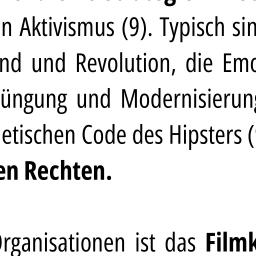 n Aktivismus (9). Typisch sin
nd und Revolution, die Emo
üngung und Modernisierung
etischen Code des Hipsters (
en Rechten.
Organisationen ist das Filmk